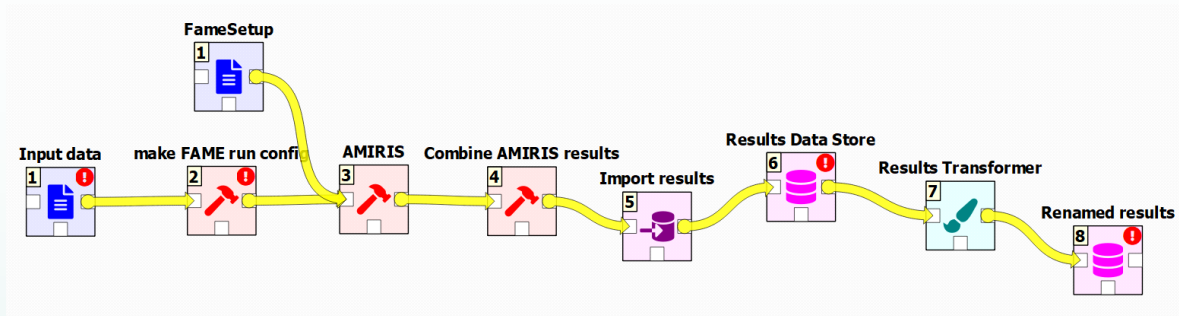 FameSetup
1
Input data
1
make FAME run config
2
AMIRIS
3
Combine AMIRIS results
4
Import results
5
Results Data Store
6
Results Transformer
7
Renamed results
8